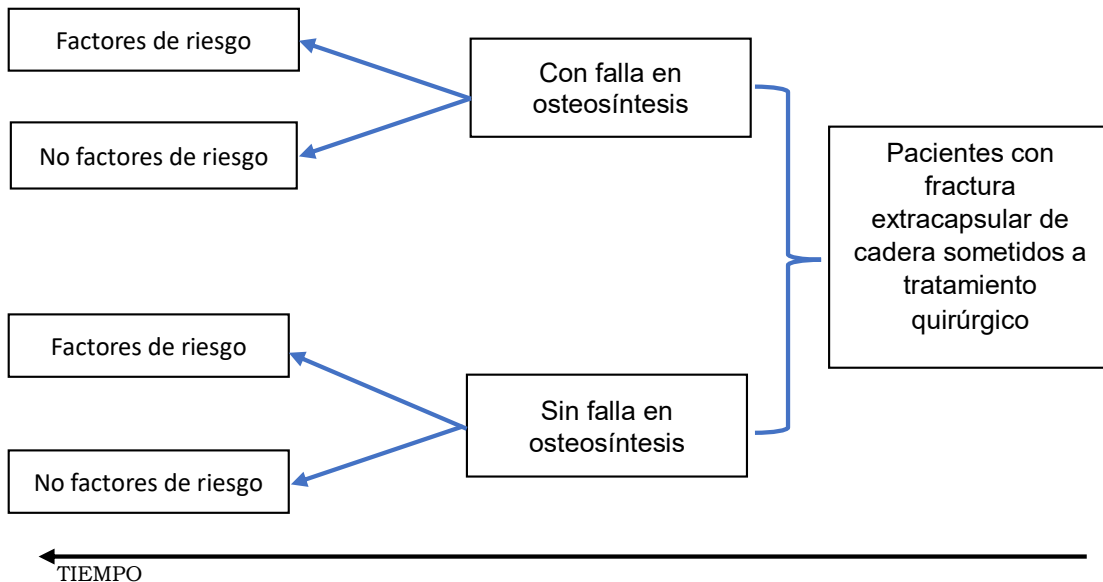 Factores de riesgo
No factores de riesgo
Con falla en
osteosíntesis
Pacientes con
fractura
extracapsular de
cadera sometidos a
tratamiento
quirúrgico
Factores de riesgo
No factores de riesgo
Sin falla en
osteosíntesis
TIEMPO